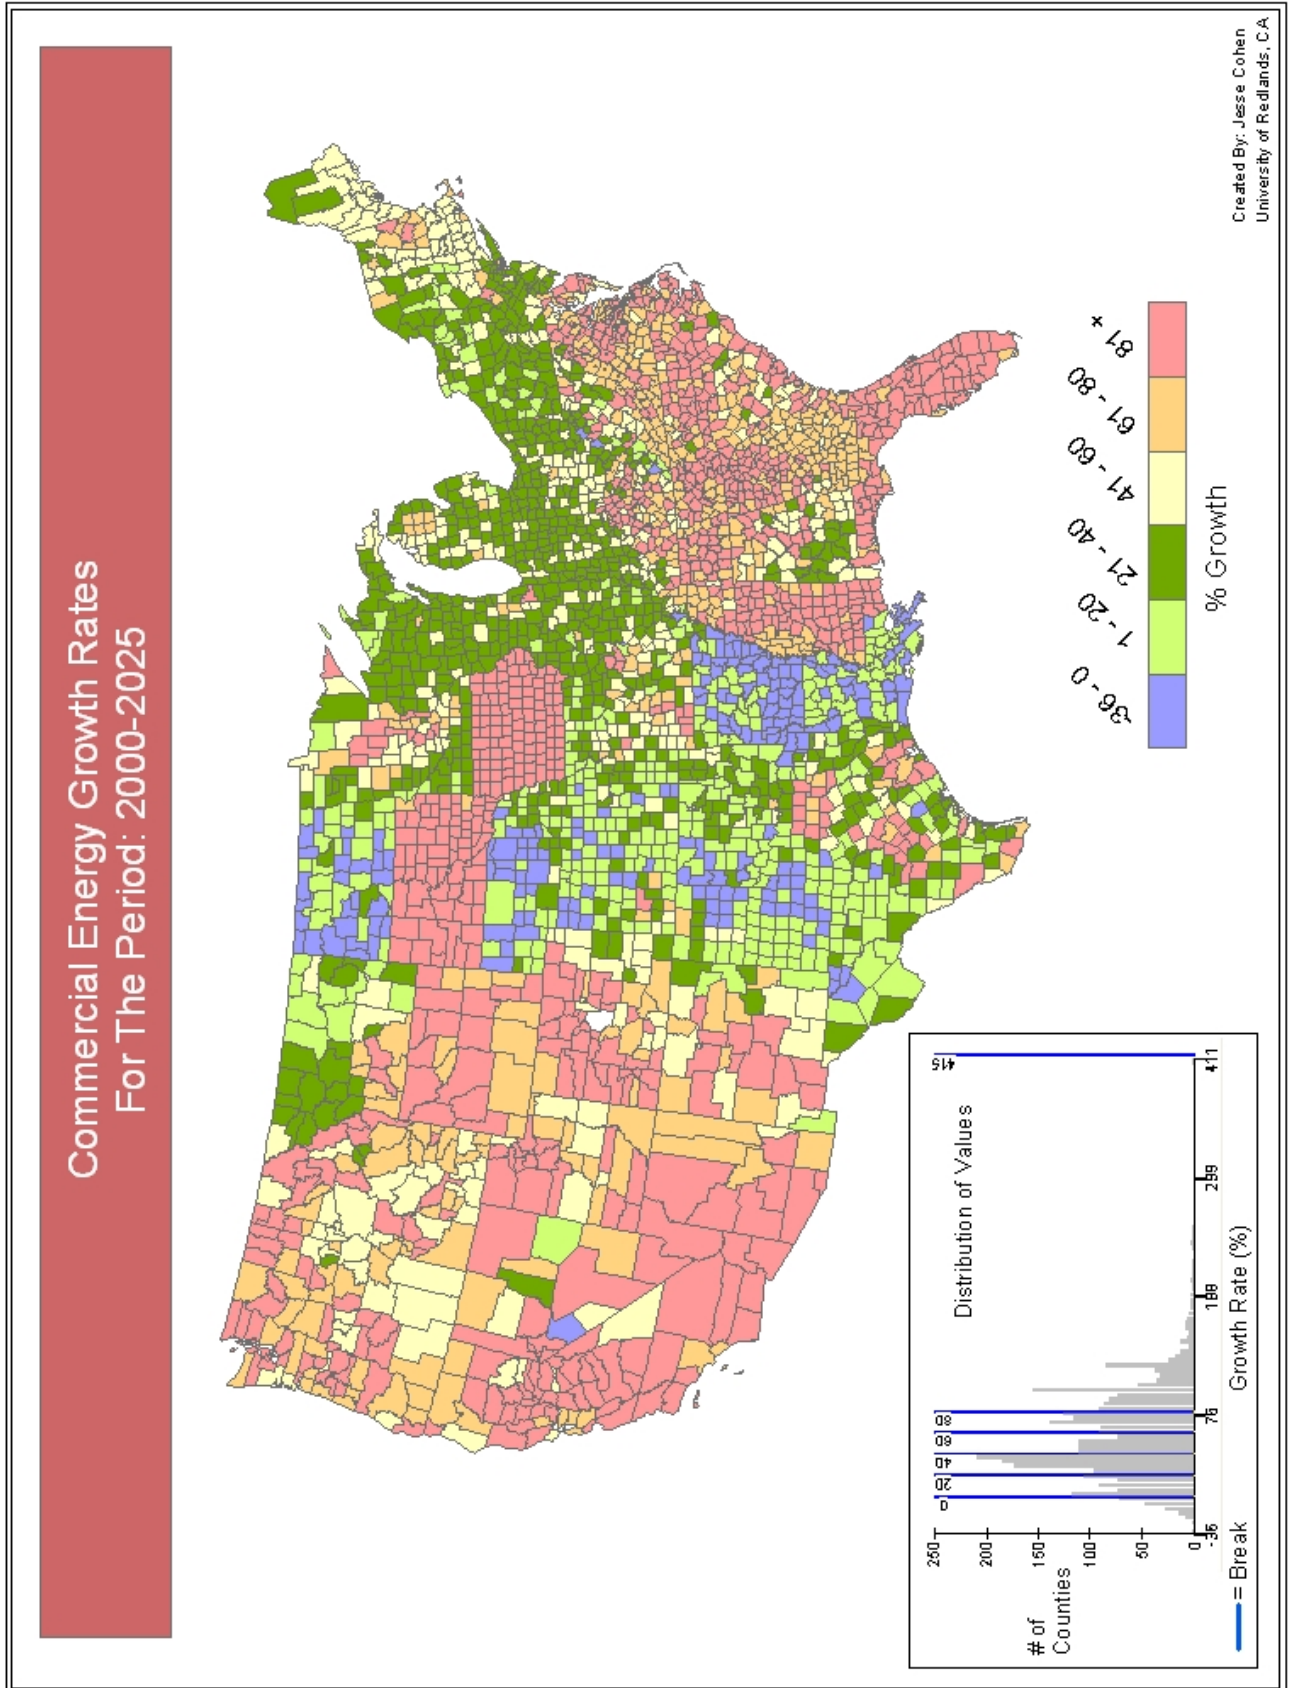 Commercial Energy Growth Rates
For The Period: 2000-2025
-36 - 0
1 - 20
21 - 40
41 - 60
61 - 80
81 +
% Growth
Distribution of Values
250
200
150
100
50
0
# of
Counties
0
20
40
60
80
415
-36
76
188
299
411
Growth Rate (%)
= Break
Created By: Jesse Cohen
University of Redlands, CA